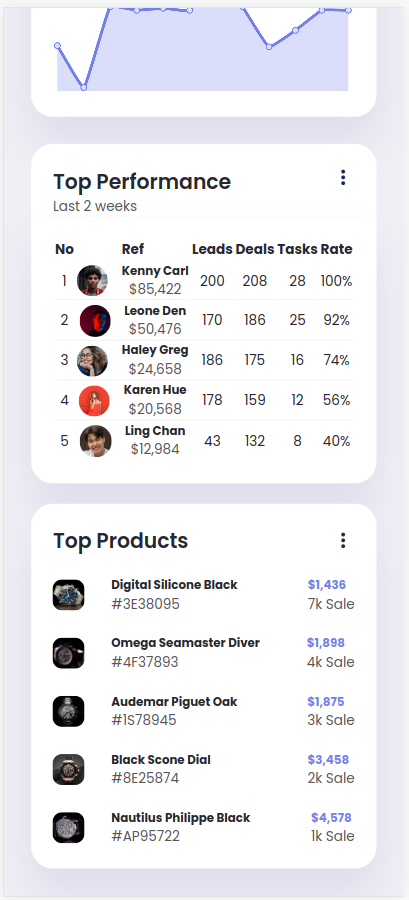 Top Performance
Last 2 weeks
No Ref Leads Deals Tasks Rate
1 Kenny Carl $85,422 200 208 28 100%
2 Leone Den $50,476 170 186 25 92%
3 Haley Greg $24,658 186 175 16 74%
4 Karen Hue $20,568 178 159 12 56%
5 Ling Chan $12,984 43 132 8 40%
Top Products
Digital Silicone Black $1,436
#3E38095 7k Sale
Omega Seamaster Diver $1,898
#4F37893 4k Sale
Audemar Piguet Oak $1,875
#1S78945 3k Sale
Black Scone Dial $3,458
#8E25874 2k Sale
Nautilus Philippe Black $4,578
#AP95722 1k Sale